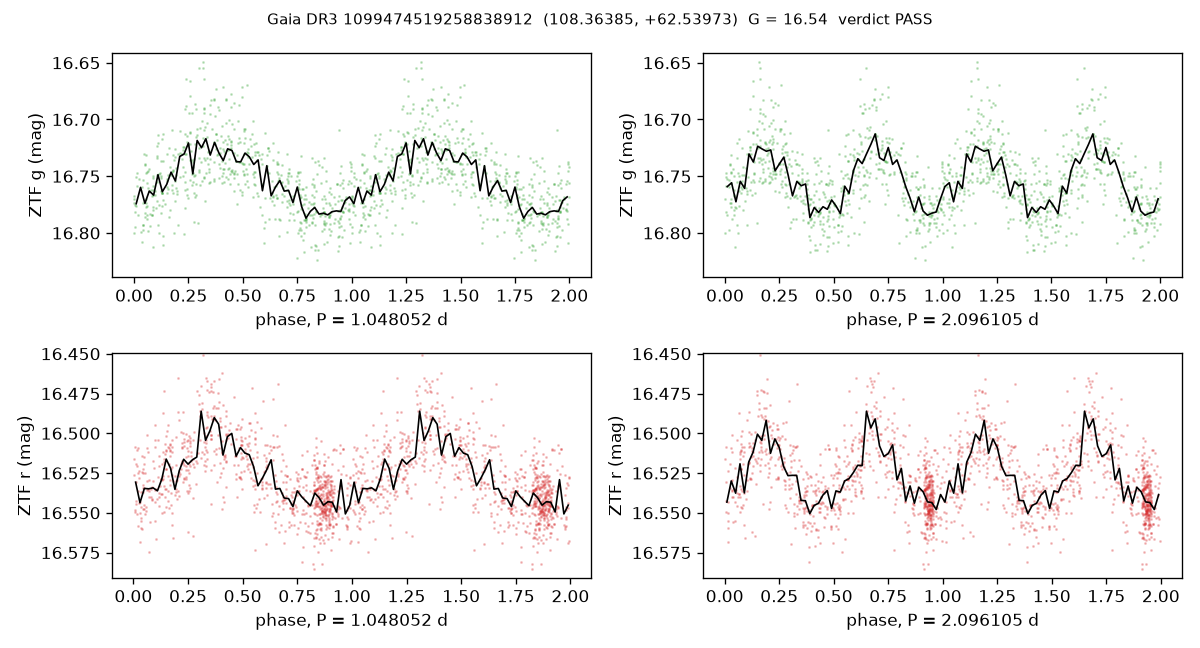 Gaia DR3 1099474519258838912  (108.36385, +62.53973)  G = 16.54  verdict PASS
16.65
16.70
16.75
16.80
ZTF g (mag)
0.00 0.25 0.50 0.75 1.00 1.25 1.50 1.75 2.00
phase, P = 1.048052 d
16.65
16.70
16.75
16.80
ZTF g (mag)
0.00 0.25 0.50 0.75 1.00 1.25 1.50 1.75 2.00
phase, P = 2.096105 d
16.450
16.475
16.500
16.525
16.550
16.575
ZTF r (mag)
0.00 0.25 0.50 0.75 1.00 1.25 1.50 1.75 2.00
phase, P = 1.048052 d
16.450
16.475
16.500
16.525
16.550
16.575
ZTF r (mag)
0.00 0.25 0.50 0.75 1.00 1.25 1.50 1.75 2.00
phase, P = 2.096105 d